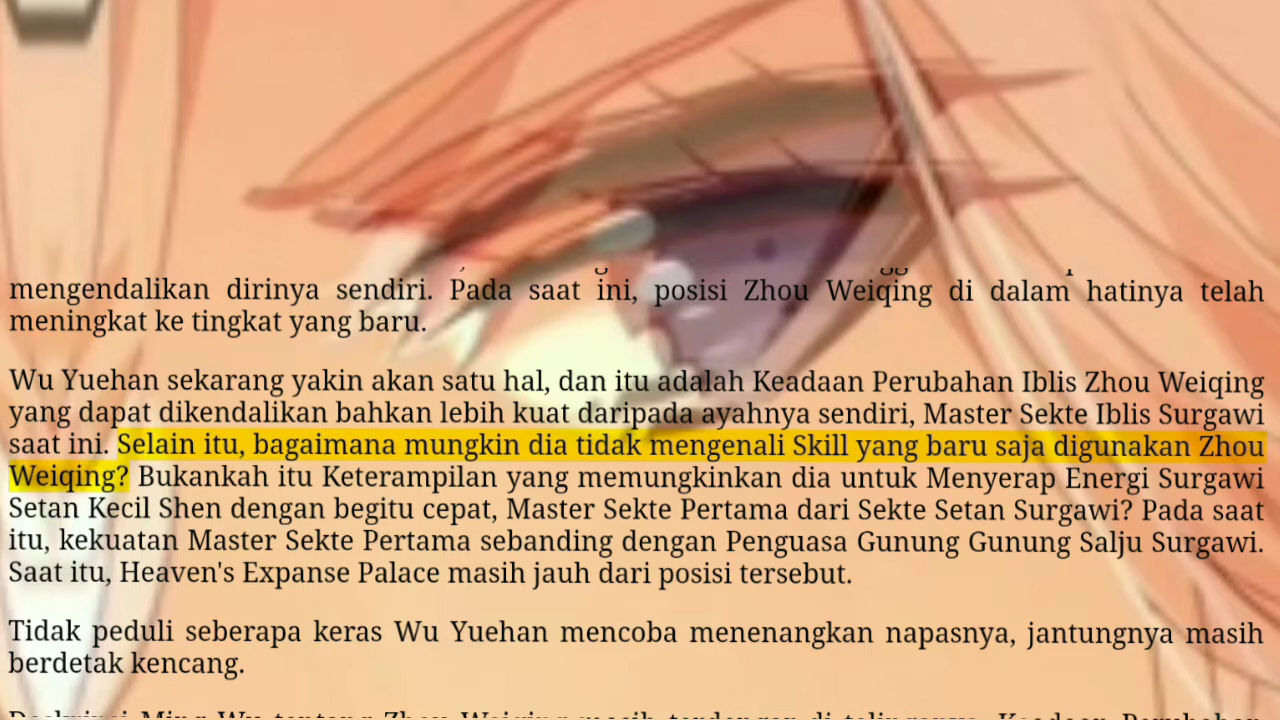 mengendalikan dirinya sendiri. Pada saat ini, posisi Zhou Weiqing di dalam hatinya telah
meningkat ke tingkat yang baru.
Wu Yuehan sekarang yakin akan satu hal, dan itu adalah Keadaan Perubahan Iblis Zhou Weiqing
yang dapat dikendalikan bahkan lebih kuat daripada ayahnya sendiri, Master Sekte Iblis Surgawi
saat ini. Selain itu, bagaimana mungkin dia tidak mengenali Skill yang baru saja digunakan Zhou
Weiqing? Bukankah itu Keterampilan yang memungkinkan dia untuk Menyerap Energi Surgawi
Setan Kecil Shen dengan begitu cepat, Master Sekte Pertama dari Sekte Setan Surgawi? Pada saat
itu, kekuatan Master Sekte Pertama sebanding dengan Penguasa Gunung Gunung Salju Surgawi.
Saat itu, Heaven's Expanse Palace masih jauh dari posisi tersebut.
Tidak peduli seberapa keras Wu Yuehan mencoba menenangkan napasnya, jantungnya masih
berdetak kencang.